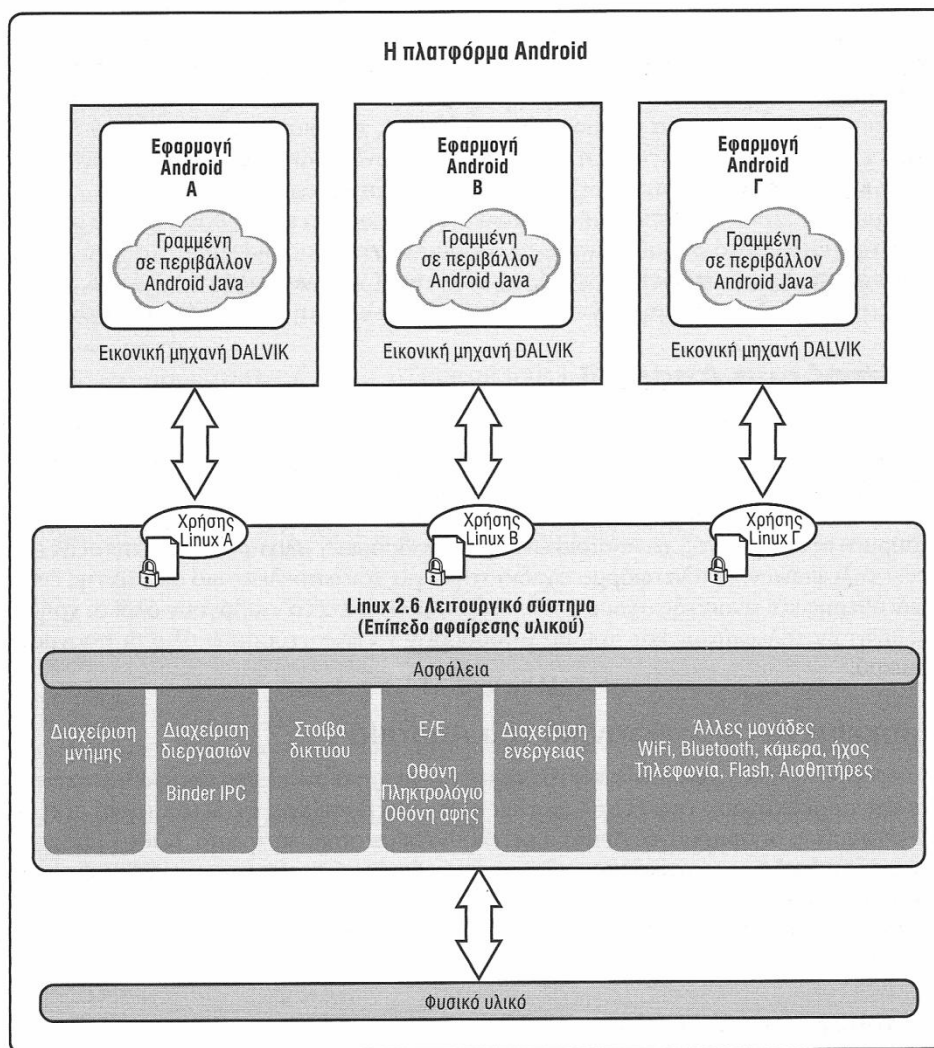 Η πλατφόρμα Android
Εφαρμογή
Android
Α
Γραμμένη
σε περιβάλλον
Android Java
Εικονική μηχανή DALVIK
Εφαρμογή
Android
Β
Γραμμένη
σε περιβάλλον
Android Java
Εικονική μηχανή DALVIK
Εφαρμογή
Android
Γ
Γραμμένη
σε περιβάλλον
Android Java
Εικονική μηχανή DALVIK
Χρήσης
Linux Α
Χρήσης
Linux Β
Χρήσης
Linux Γ
Linux 2.6 Λειτουργικό σύστημα
(Επίπεδο αφαίρεσης υλικού)
Ασφάλεια
Διαχείριση
μνήμης
Διαχείριση
διεργασιών
Binder IPC
Στοίβα
δικτύου
Ε/Ε
Οθόνη
Πληκτρολόγιο
Οθόνη αφής
Διαχείριση
ενέργειας
Άλλες μονάδες
WiFi, Bluetooth, κάμερα, ήχος
Τηλεφωνία, Flash, Αισθητήρες
Φυσικό υλικό